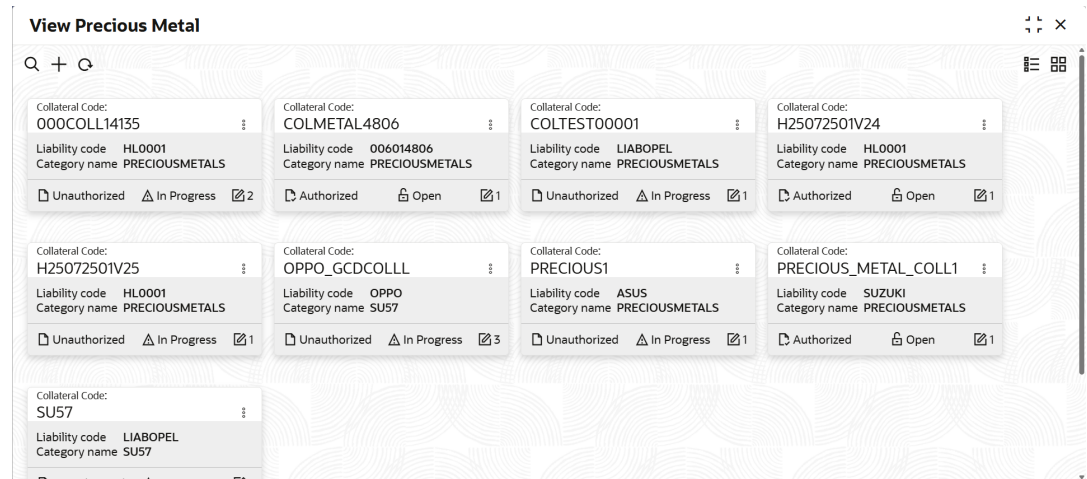 View Precious Metal
Collateral Code:
000COLL14135
Liability code HL0001
Category name PRECIOUSMETALS
Unauthorized In Progress 2
Collateral Code:
COLMETAL4806
Liability code 006014806
Category name PRECIOUSMETALS
Authorized Open 1
Collateral Code:
COLTEST00001
Liability code LIABOPEL
Category name PRECIOUSMETALS
Unauthorized In Progress 1
Collateral Code:
H25072501V24
Liability code HL0001
Category name PRECIOUSMETALS
Authorized Open 1
Collateral Code:
H25072501V25
Liability code HL0001
Category name PRECIOUSMETALS
Unauthorized In Progress 1
Collateral Code:
OPPO_GCDCOLLL
Liability code OPPO
Category name SU57
Unauthorized In Progress 3
Collateral Code:
PRECIOUS1
Liability code ASUS
Category name PRECIOUSMETALS
Unauthorized In Progress 1
Collateral Code:
PRECIOUS_METAL_COLL1
Liability code SUZUKI
Category name PRECIOUSMETALS
Authorized Open 1
Collateral Code:
SU57
Liability code LIABOPEL
Category name SU57